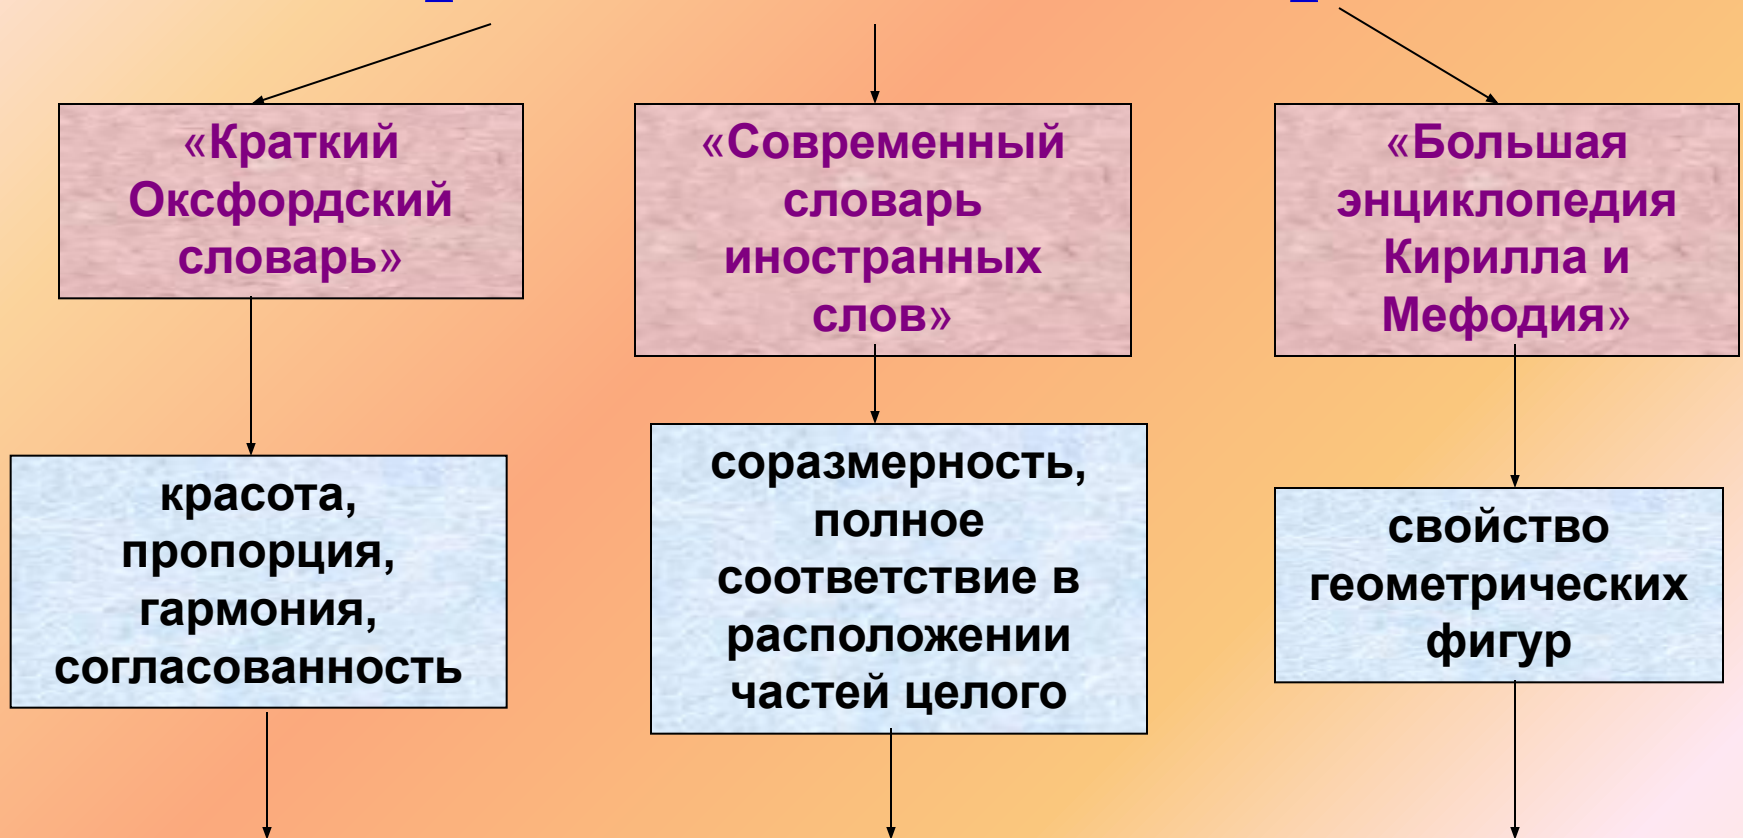 «Краткий
Оксфордский
словарь»
«Современный
словарь
иностранных
слов»
«Большая
энциклопедия
Кирилла и
Мефодия»
красота,
пропорция,
гармония,
согласованность
соразмерность,
полное
соответствие в
расположении
частей целого
свойство
геометрических
фигур